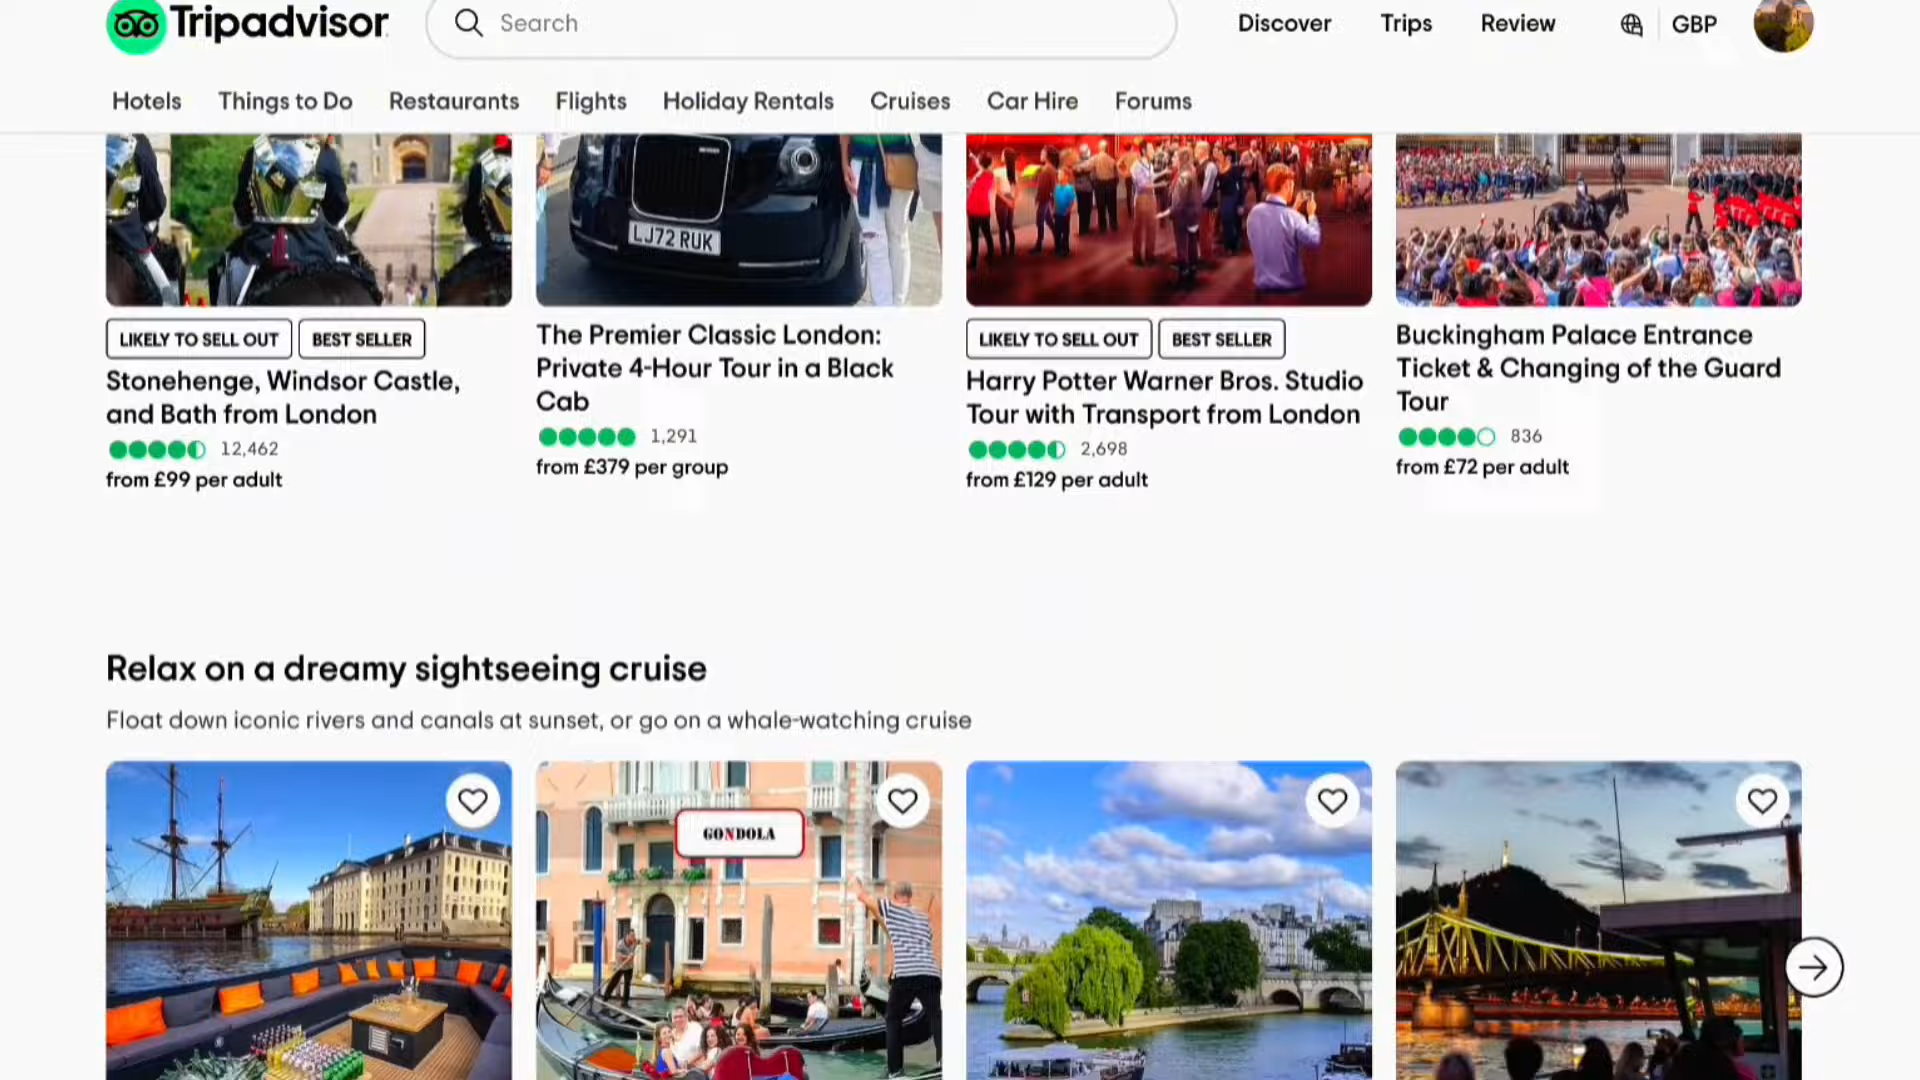 Tripadvisor
Search
Discover
Trips
Review
GBP
Hotels
Things to Do
Restaurants
Flights
Holiday Rentals
Cruises
Car Hire
Forums
LJ72 RUK
LIKELY TO SELL OUT
BEST SELLER
Stonehenge, Windsor Castle,
and Bath from London
12,462
from £99 per adult
The Premier Classic London:
Private 4-Hour Tour in a Black
Cab
1,291
from £379 per group
LIKELY TO SELL OUT
BEST SELLER
Harry Potter Warner Bros. Studio
Tour with Transport from London
2,698
from £129 per adult
Buckingham Palace Entrance
Ticket & Changing of the Guard
Tour
836
from £72 per adult
Relax on a dreamy sightseeing cruise
Float down iconic rivers and canals at sunset, or go on a whale-watching cruise
GONDOLA